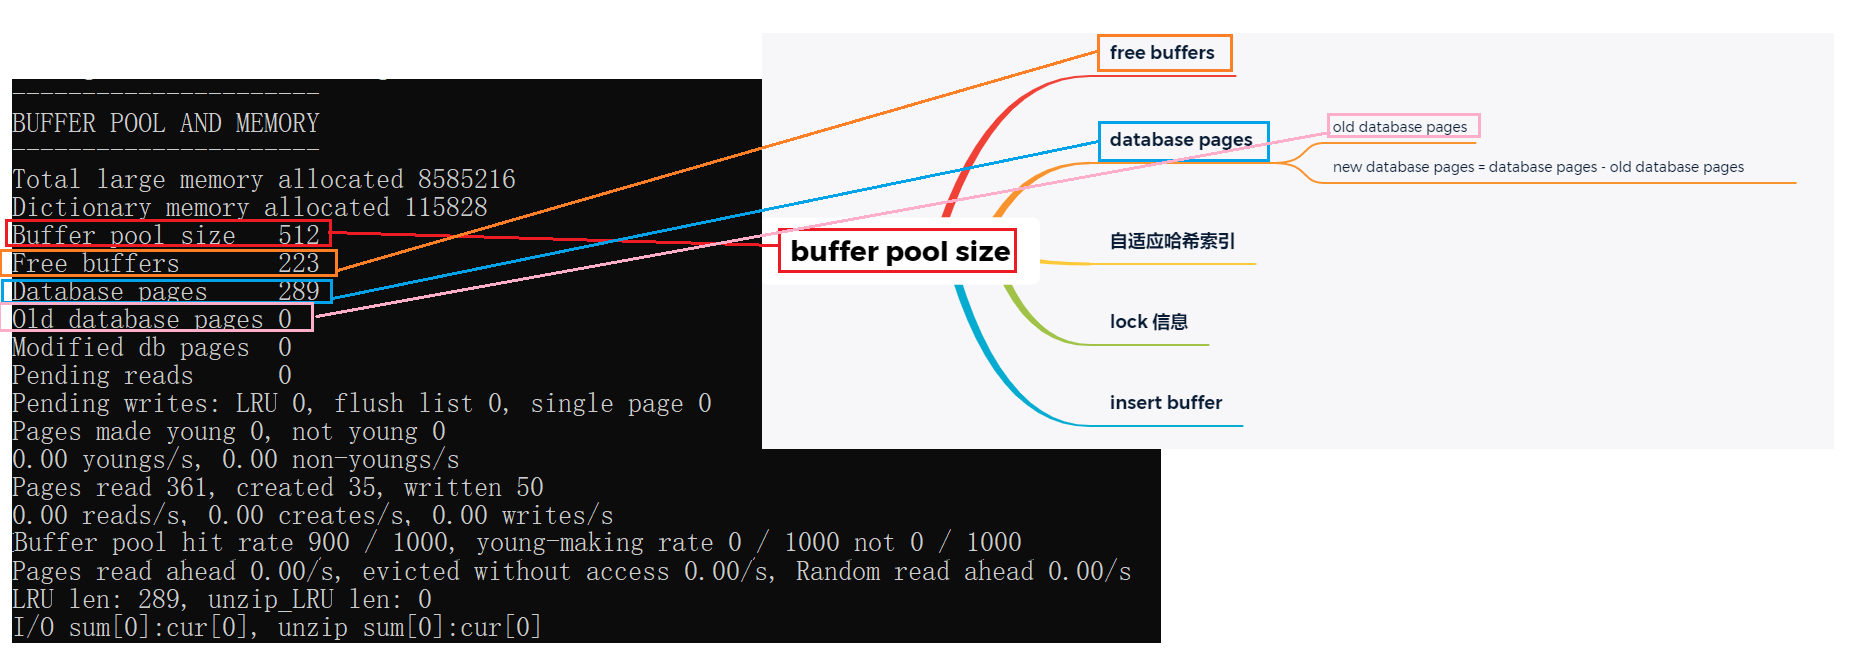 ----------------------
BUFFER POOL AND MEMORY
----------------------
Total large memory allocated 8585216
Dictionary memory allocated 115828
Buffer pool size   512
Free buffers       223
Database pages     289
Old database pages 0
Modified db pages  0
Pending reads      0
Pending writes: LRU 0, flush list 0, single page 0
Pages made young 0, not young 0
0.00 youngs/s, 0.00 non-youngs/s
Pages read 361, created 35, written 50
0.00 reads/s, 0.00 creates/s, 0.00 writes/s
Buffer pool hit rate 900 / 1000, young-making rate 0 / 1000 not 0 / 1000
Pages read ahead 0.00/s, evicted without access 0.00/s, Random read ahead 0.00/s
LRU len: 289, unzip_LRU len: 0
I/O sum[0]:cur[0], unzip sum[0]:cur[0]
buffer pool size
free buffers
database pages
old database pages
new database pages = database pages - old database pages
自适应哈希索引
lock 信息
insert buffer